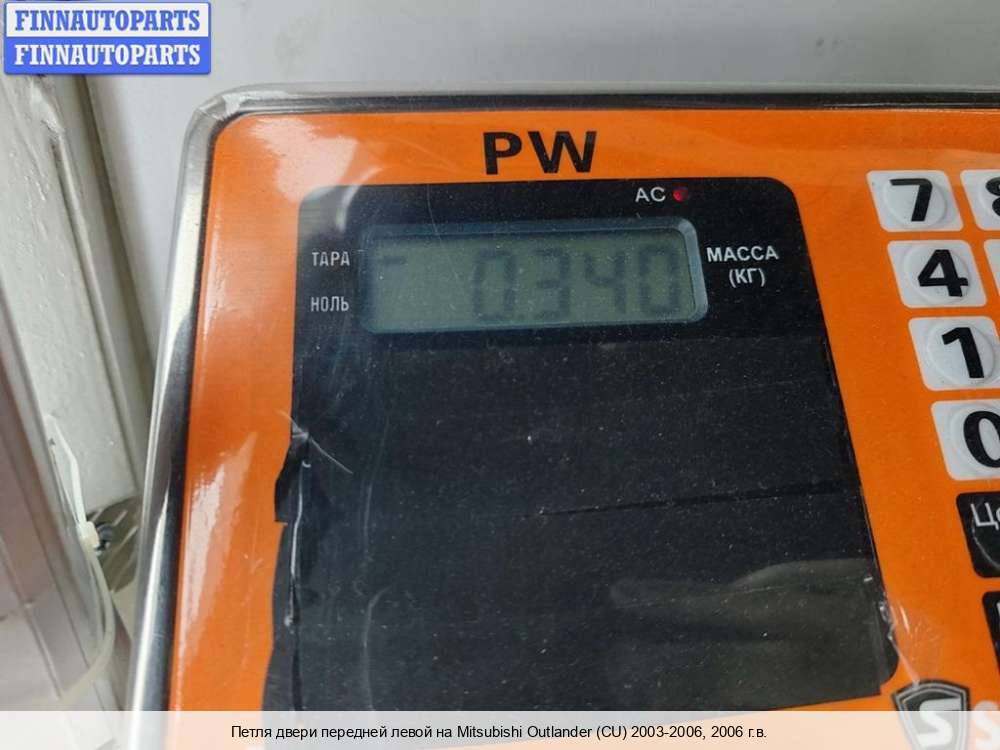 FINNAUTOPARTS
FINNAUTOPARTS
PW
AC
ТАРА
НОЛЬ
0.340
МАССА
(КГ)
7
4
1
0
Петля двери передней левой на Mitsubishi Outlander (CU) 2003-2006, 2006 г.в.